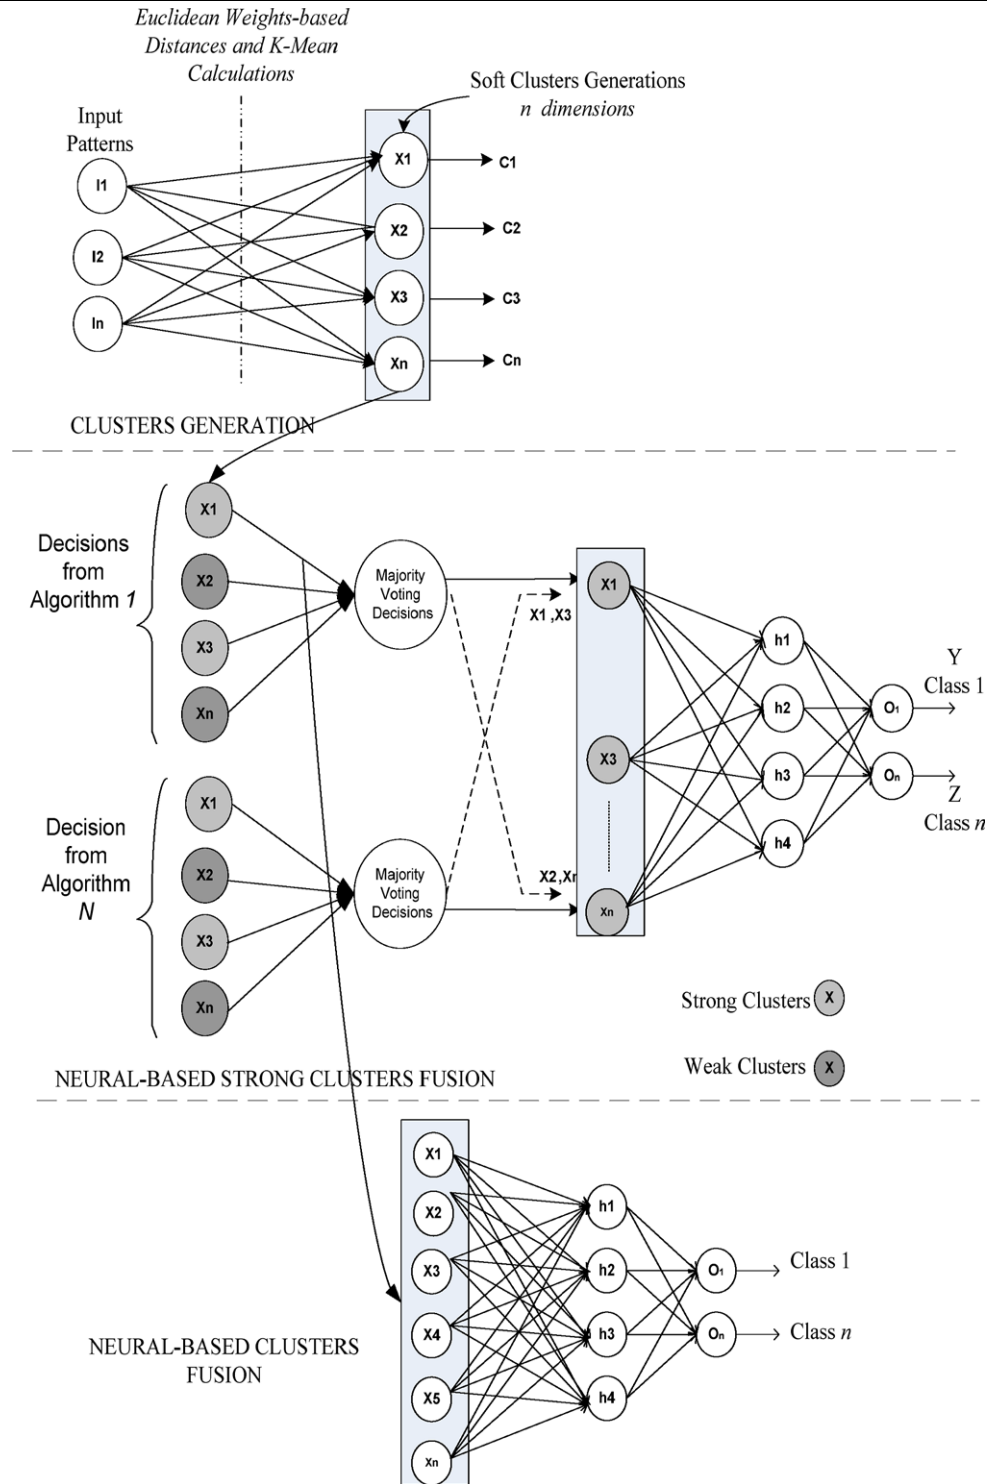 Euclidean Weights-based
Distances and K-Mean
Calculations
Soft Clusters Generations
n dimensions
Input
Patterns
I1
I2
In
X1
X2
X3
Xn
C1
C2
C3
Cn
CLUSTERS GENERATION
Decisions
from
Algorithm 1
X1
X2
X3
Xn
Majority
Voting
Decisions
X1 ,X3
X1
X3
Xn
h1
h2
h3
h4
O1
On
Y
Class 1
Z
Class n
Decision
from
Algorithm
N
X1
X2
X3
Xn
Majority
Voting
Decisions
X2,Xn
Strong Clusters X
Weak Clusters X
NEURAL-BASED STRONG CLUSTERS FUSION
X1
X2
X3
X4
X5
Xn
h1
h2
h3
h4
O1
On
Class 1
Class n
NEURAL-BASED CLUSTERS
FUSION